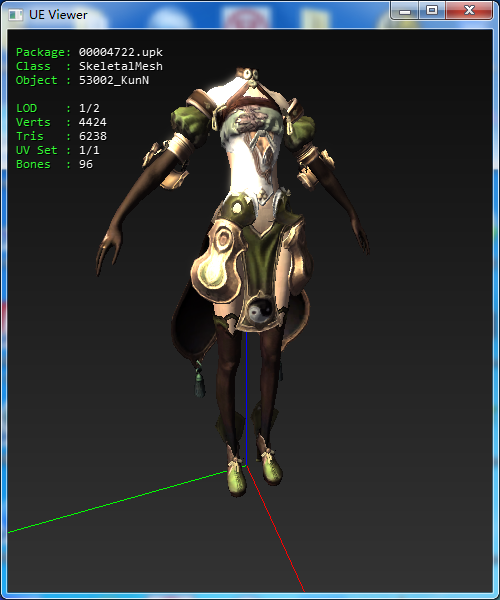 UE Viewer
Package: 00004722.upk
Class : SkeletalMesh
Object : 53002_KunN
LOD : 1/2
Verts : 4424
Tris : 6238
UV Set : 1/1
Bones : 96